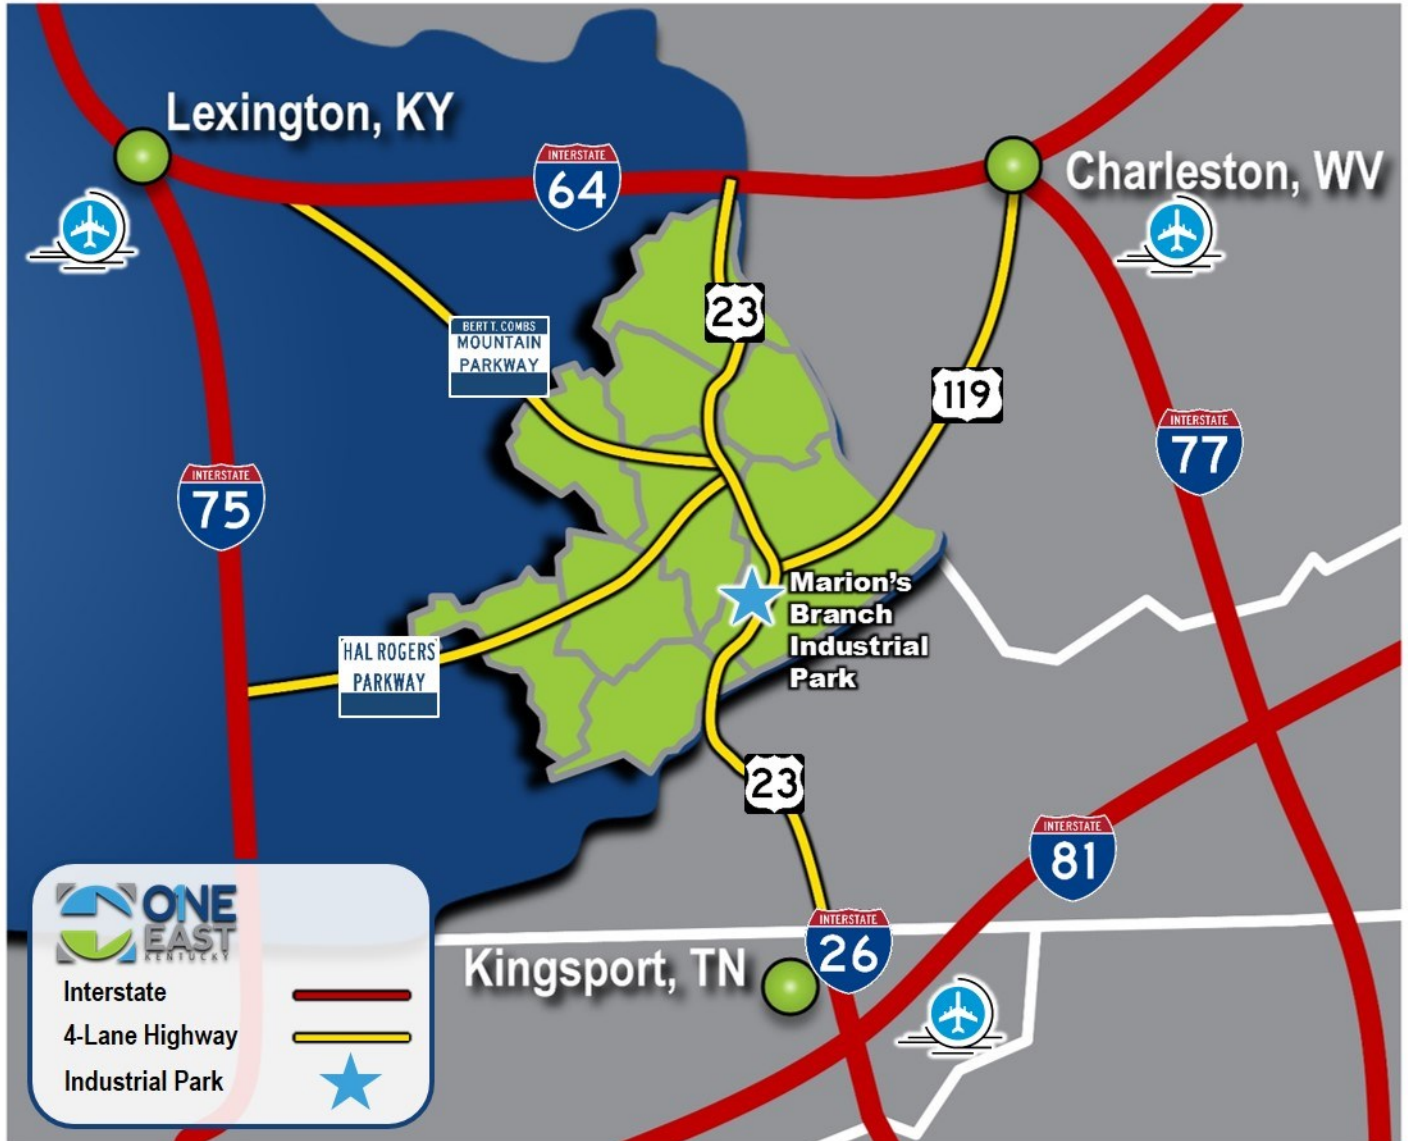 Lexington, KY
INTERSTATE
64
Charleston, WV
23
BERT T. COMBS
MOUNTAIN
PARKWAY
119
INTERSTATE
77
INTERSTATE
75
Marion's
Branch
Industrial
Park
HAL ROGERS
PARKWAY
23
INTERSTATE
81
INTERSTATE
26
Kingsport, TN
ONE
EAST
KENTUCKY
Interstate
4-Lane Highway
Industrial Park